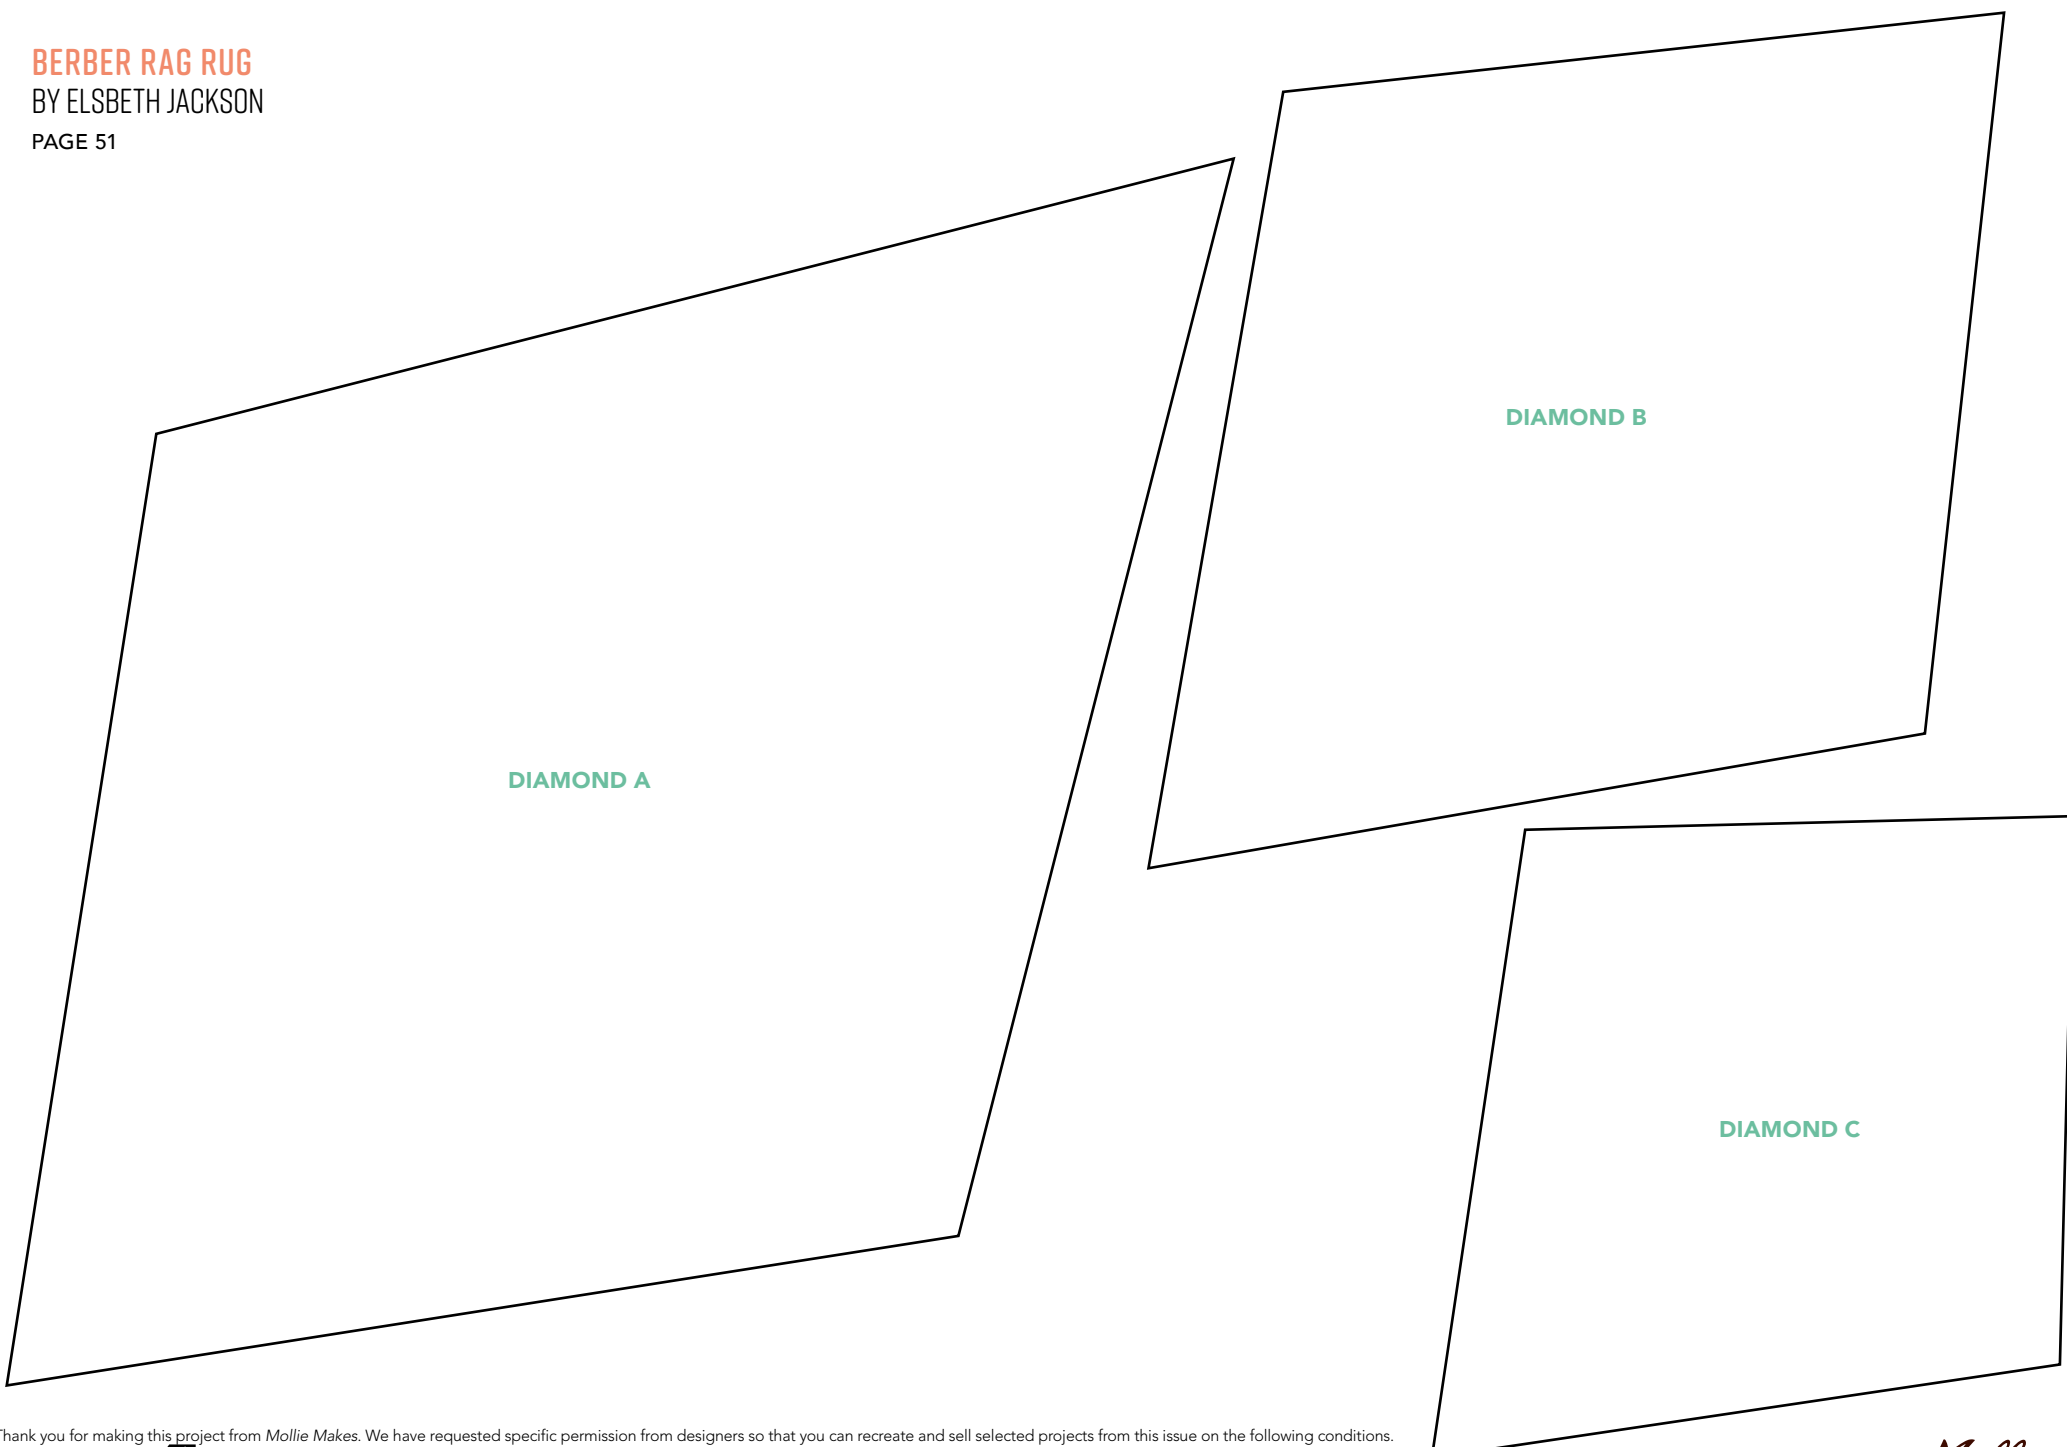 BERBER RAG RUG
BY ELSBETH JACKSON
PAGE 51
DIAMOND B
DIAMOND A
DIAMOND C
Thank you for making this project from Mollie Makes. We have requested specific permission from designers so that you can recreate and sell selected projects from this issue on the following conditions.